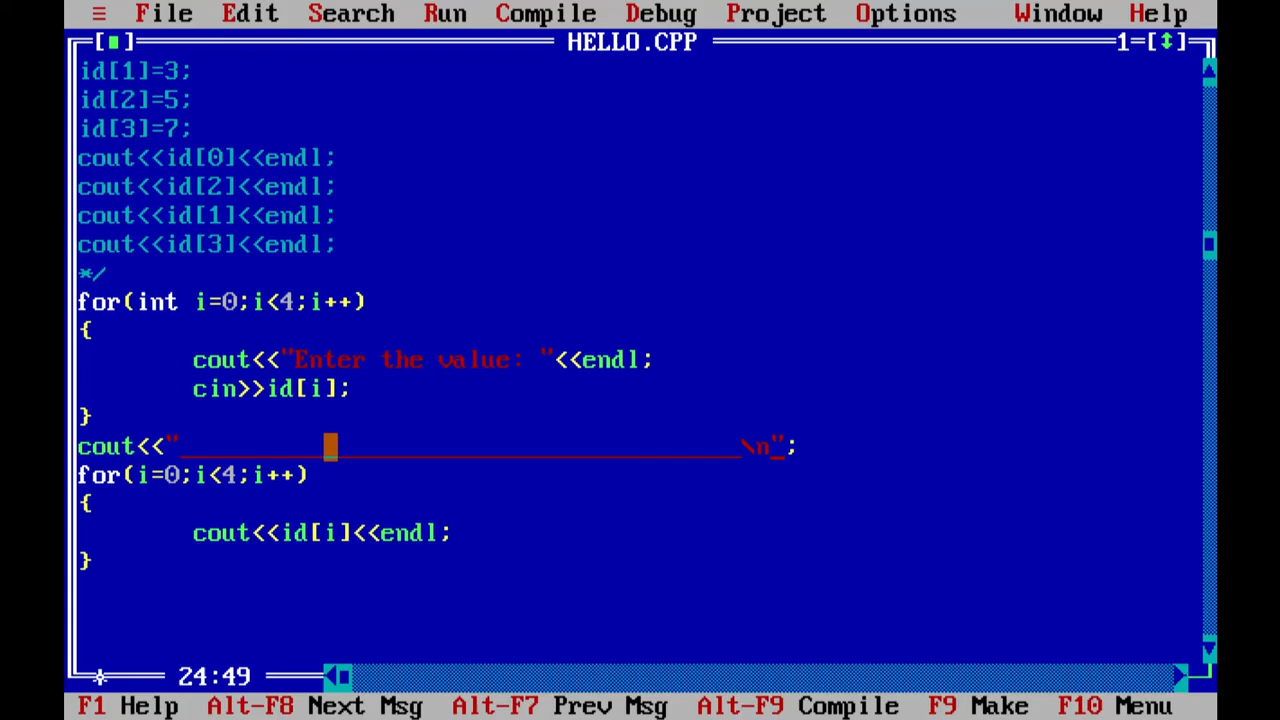 ≡ File Edit Search Run Compile Debug Project Options Window Help
[■] HELLO.CPP 1=[↕]
id[1]=3;
id[2]=5;
id[3]=7;
cout<<id[0]<<endl;
cout<<id[2]<<endl;
cout<<id[1]<<endl;
cout<<id[3]<<endl;
*/
for(int i=0;i<4;i++)
{
cout<<"Enter the value: "<<endl;
cin>>id[i];
}
cout<<"_______________________________________\n_";
for(i=0;i<4;i++)
{
cout<<id[i]<<endl;
}
24:49
F1 Help Alt-F8 Next Msg Alt-F7 Prev Msg Alt-F9 Compile F9 Make F10 Menu